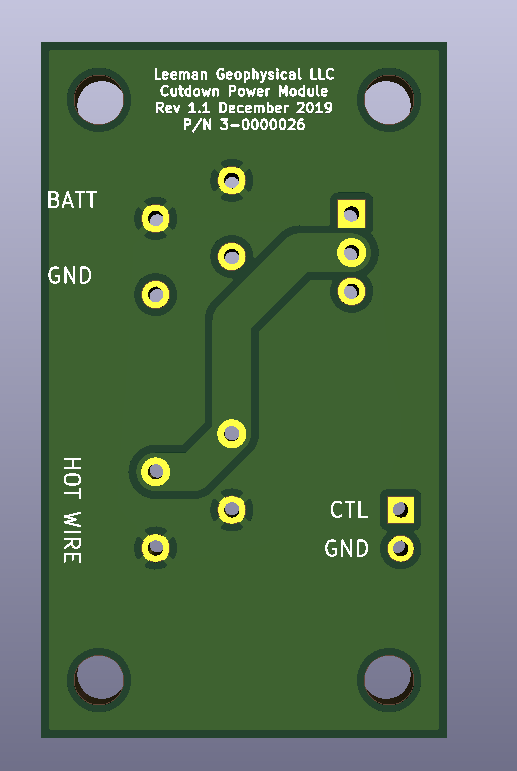 Leeman Geophysical LLC
Cutdown Power Module
Rev 1.1 December 2019
P/N 3-0000026
BATT
GND
HOT WIRE
CTL
GND